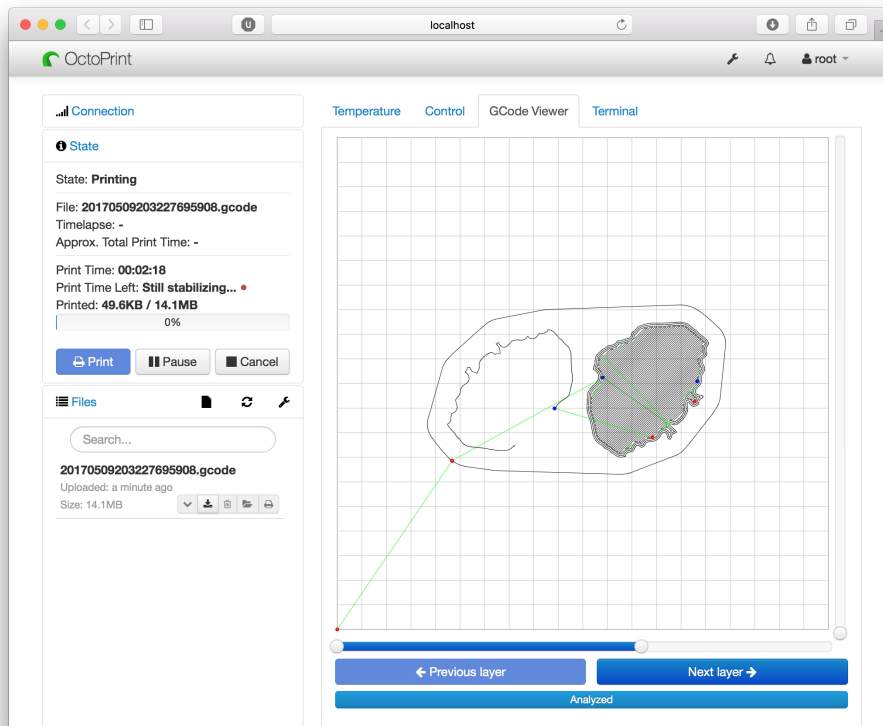 localhost
OctoPrint
root
Connection
Temperature
Control
GCode Viewer
Terminal
State
State: Printing
File: 20170509203227695908.gcode
Timelapse: -
Approx. Total Print Time: -
Print Time: 00:02:18
Print Time Left: Still stabilizing...
Printed: 49.6KB / 14.1MB
0%
Print
Pause
Cancel
Files
Search...
20170509203227695908.gcode
Uploaded: a minute ago
Size: 14.1MB
Previous layer
Next layer
Analyzed